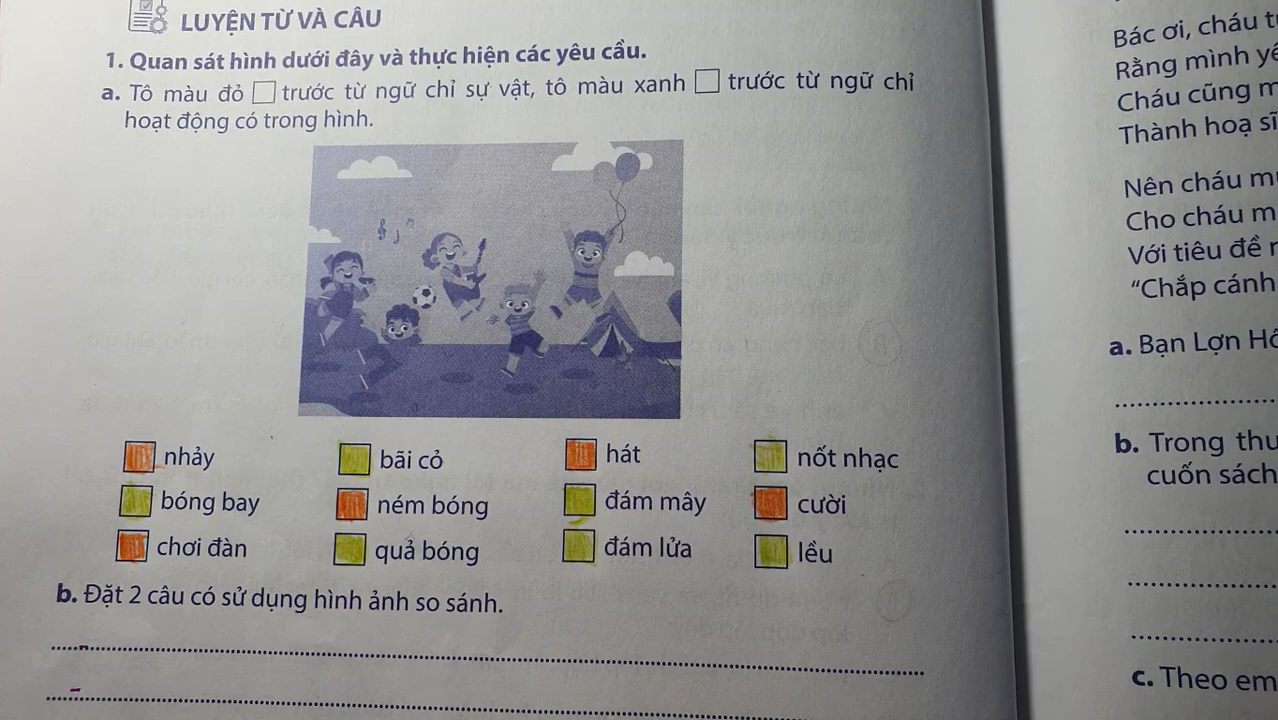 LUYỆN TỪ VÀ CÂU
1. Quan sát hình dưới đây và thực hiện các yêu cầu.
a. Tô màu đỏ □ trước từ ngữ chỉ sự vật, tô màu xanh □ trước từ ngữ chỉ
hoạt động có trong hình.
nhảy bãi cỏ hát nốt nhạc
bóng bay ném bóng đám mây cười
chơi đàn quả bóng đám lửa lều
b. Đặt 2 câu có sử dụng hình ảnh so sánh.
Bác ơi, cháu
Rằng mình
Cháu cũng
Thành hoạ sĩ
Nên cháu
Cho cháu
Với tiêu đề
"Chắp cánh
a. Bạn Lợn
b. Trong
cuốn sách
c. Theo em